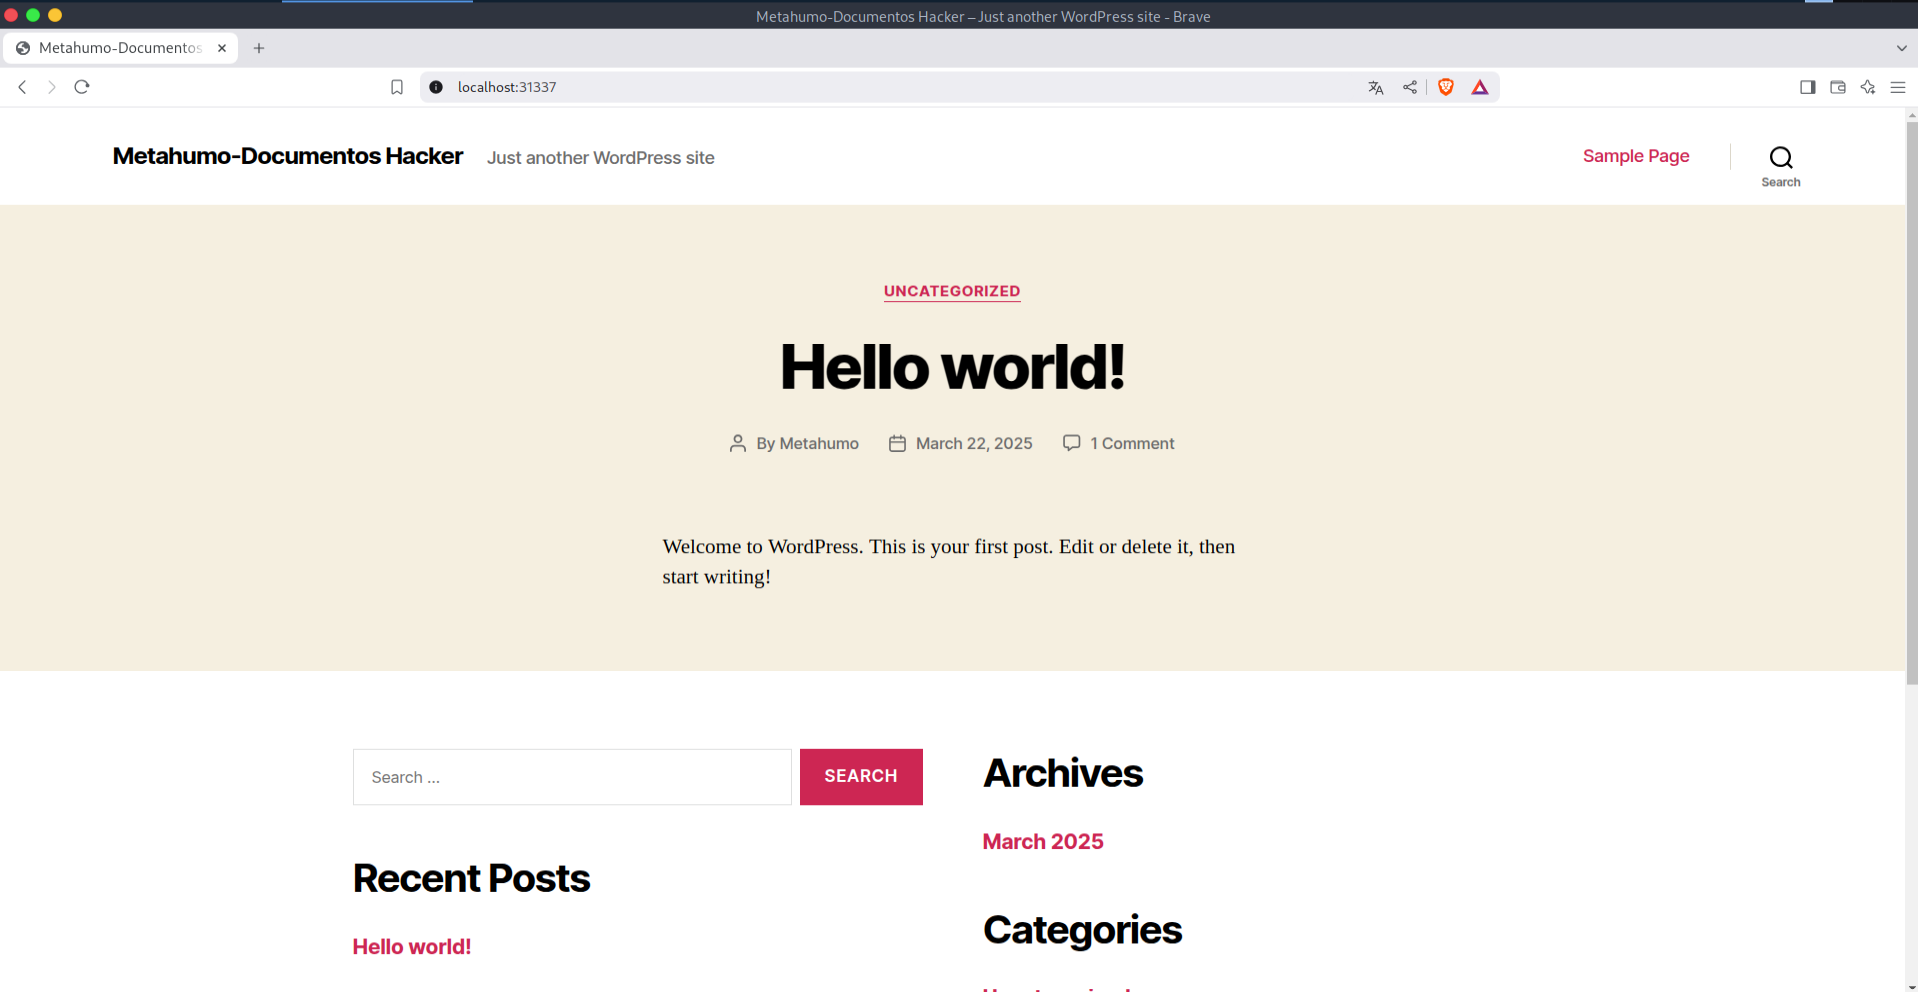 Metahumo-Documentos Hacker – Just another WordPress site - Brave
Metahumo-Documentos
localhost:31337
Metahumo-Documentos Hacker
Just another WordPress site
Sample Page
Search
UNCATEGORIZED
Hello world!
By Metahumo
March 22, 2025
1 Comment
Welcome to WordPress. This is your first post. Edit or delete it, then
start writing!
Search ...
SEARCH
Archives
March 2025
Recent Posts
Categories
Hello world!